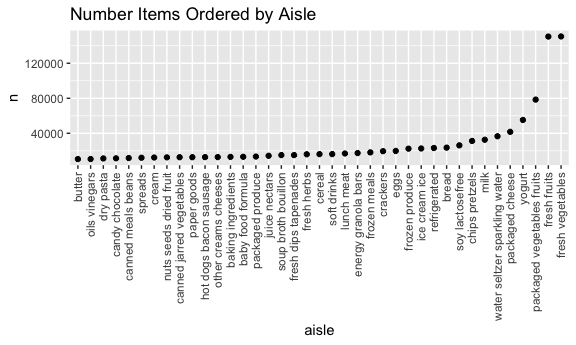 Number Items Ordered by Aisle
120000
80000
40000
n
butter
oils vinegars
dry pasta
candy chocolate
canned meals beans
spreads
cream
nuts seeds dried fruit
canned jarred vegetables
paper goods
hot dogs bacon sausage
other creams cheeses
baking ingredients
baby food formula
packaged produce
juice nectars
soup broth bouillon
fresh dips tapenades
fresh herbs
cereal
soft drinks
lunch meat
energy granola bars
frozen meals
crackers
eggs
frozen produce
ice cream ice
refrigerated
bread
soy lactosefree
chips pretzels
milk
water seltzer sparkling water
packaged cheese
yogurt
packaged vegetables fruits
fresh fruits
fresh vegetables
aisle